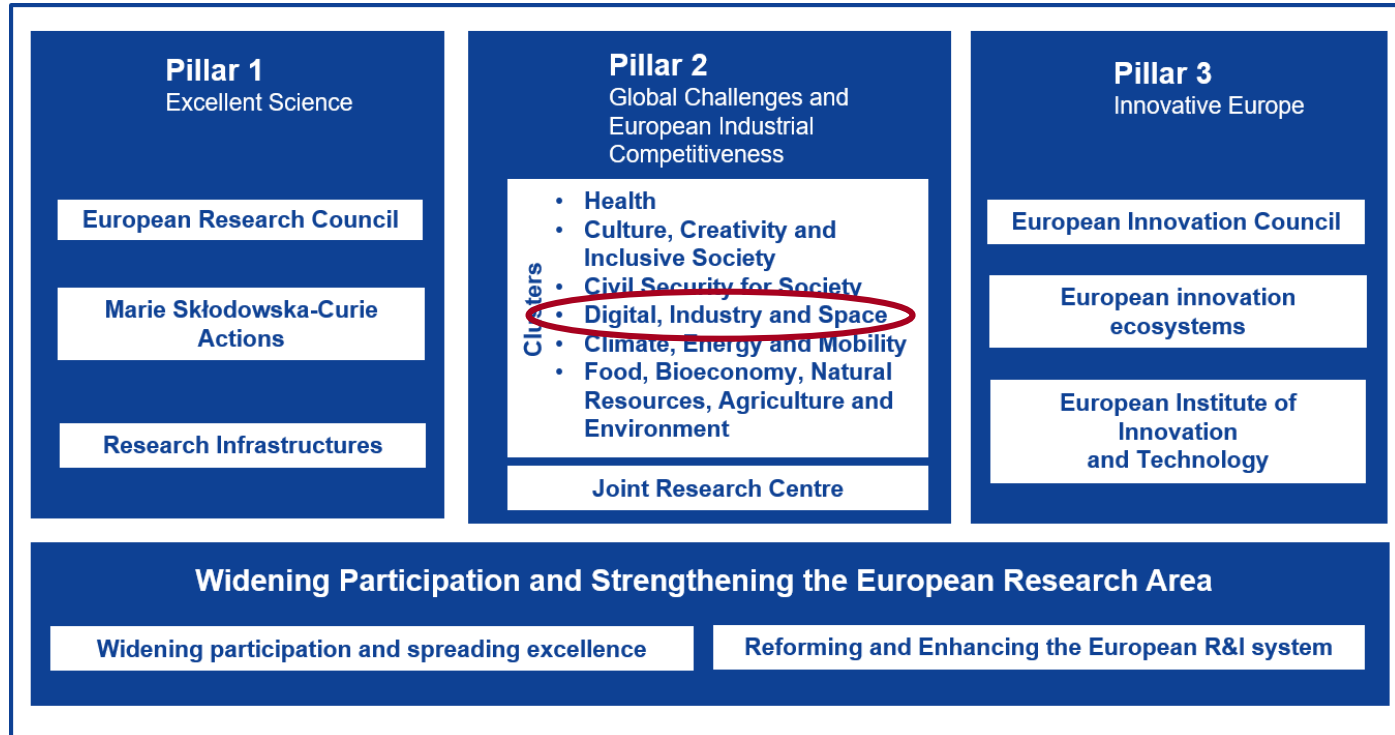 Pillar 1
Excellent Science
European Research Council
Marie Skłodowska-Curie
Actions
Research Infrastructures
Pillar 2
Global Challenges and
European Industrial
Competitiveness
Clusters
• Health
• Culture, Creativity and
Inclusive Society
• Civil Security for Society
• Digital, Industry and Space
• Climate, Energy and Mobility
• Food, Bioeconomy, Natural
Resources, Agriculture and
Environment
Joint Research Centre
Pillar 3
Innovative Europe
European Innovation Council
European innovation
ecosystems
European Institute of
Innovation
and Technology
Widening Participation and Strengthening the European Research Area
Widening participation and spreading excellence
Reforming and Enhancing the European R&I system